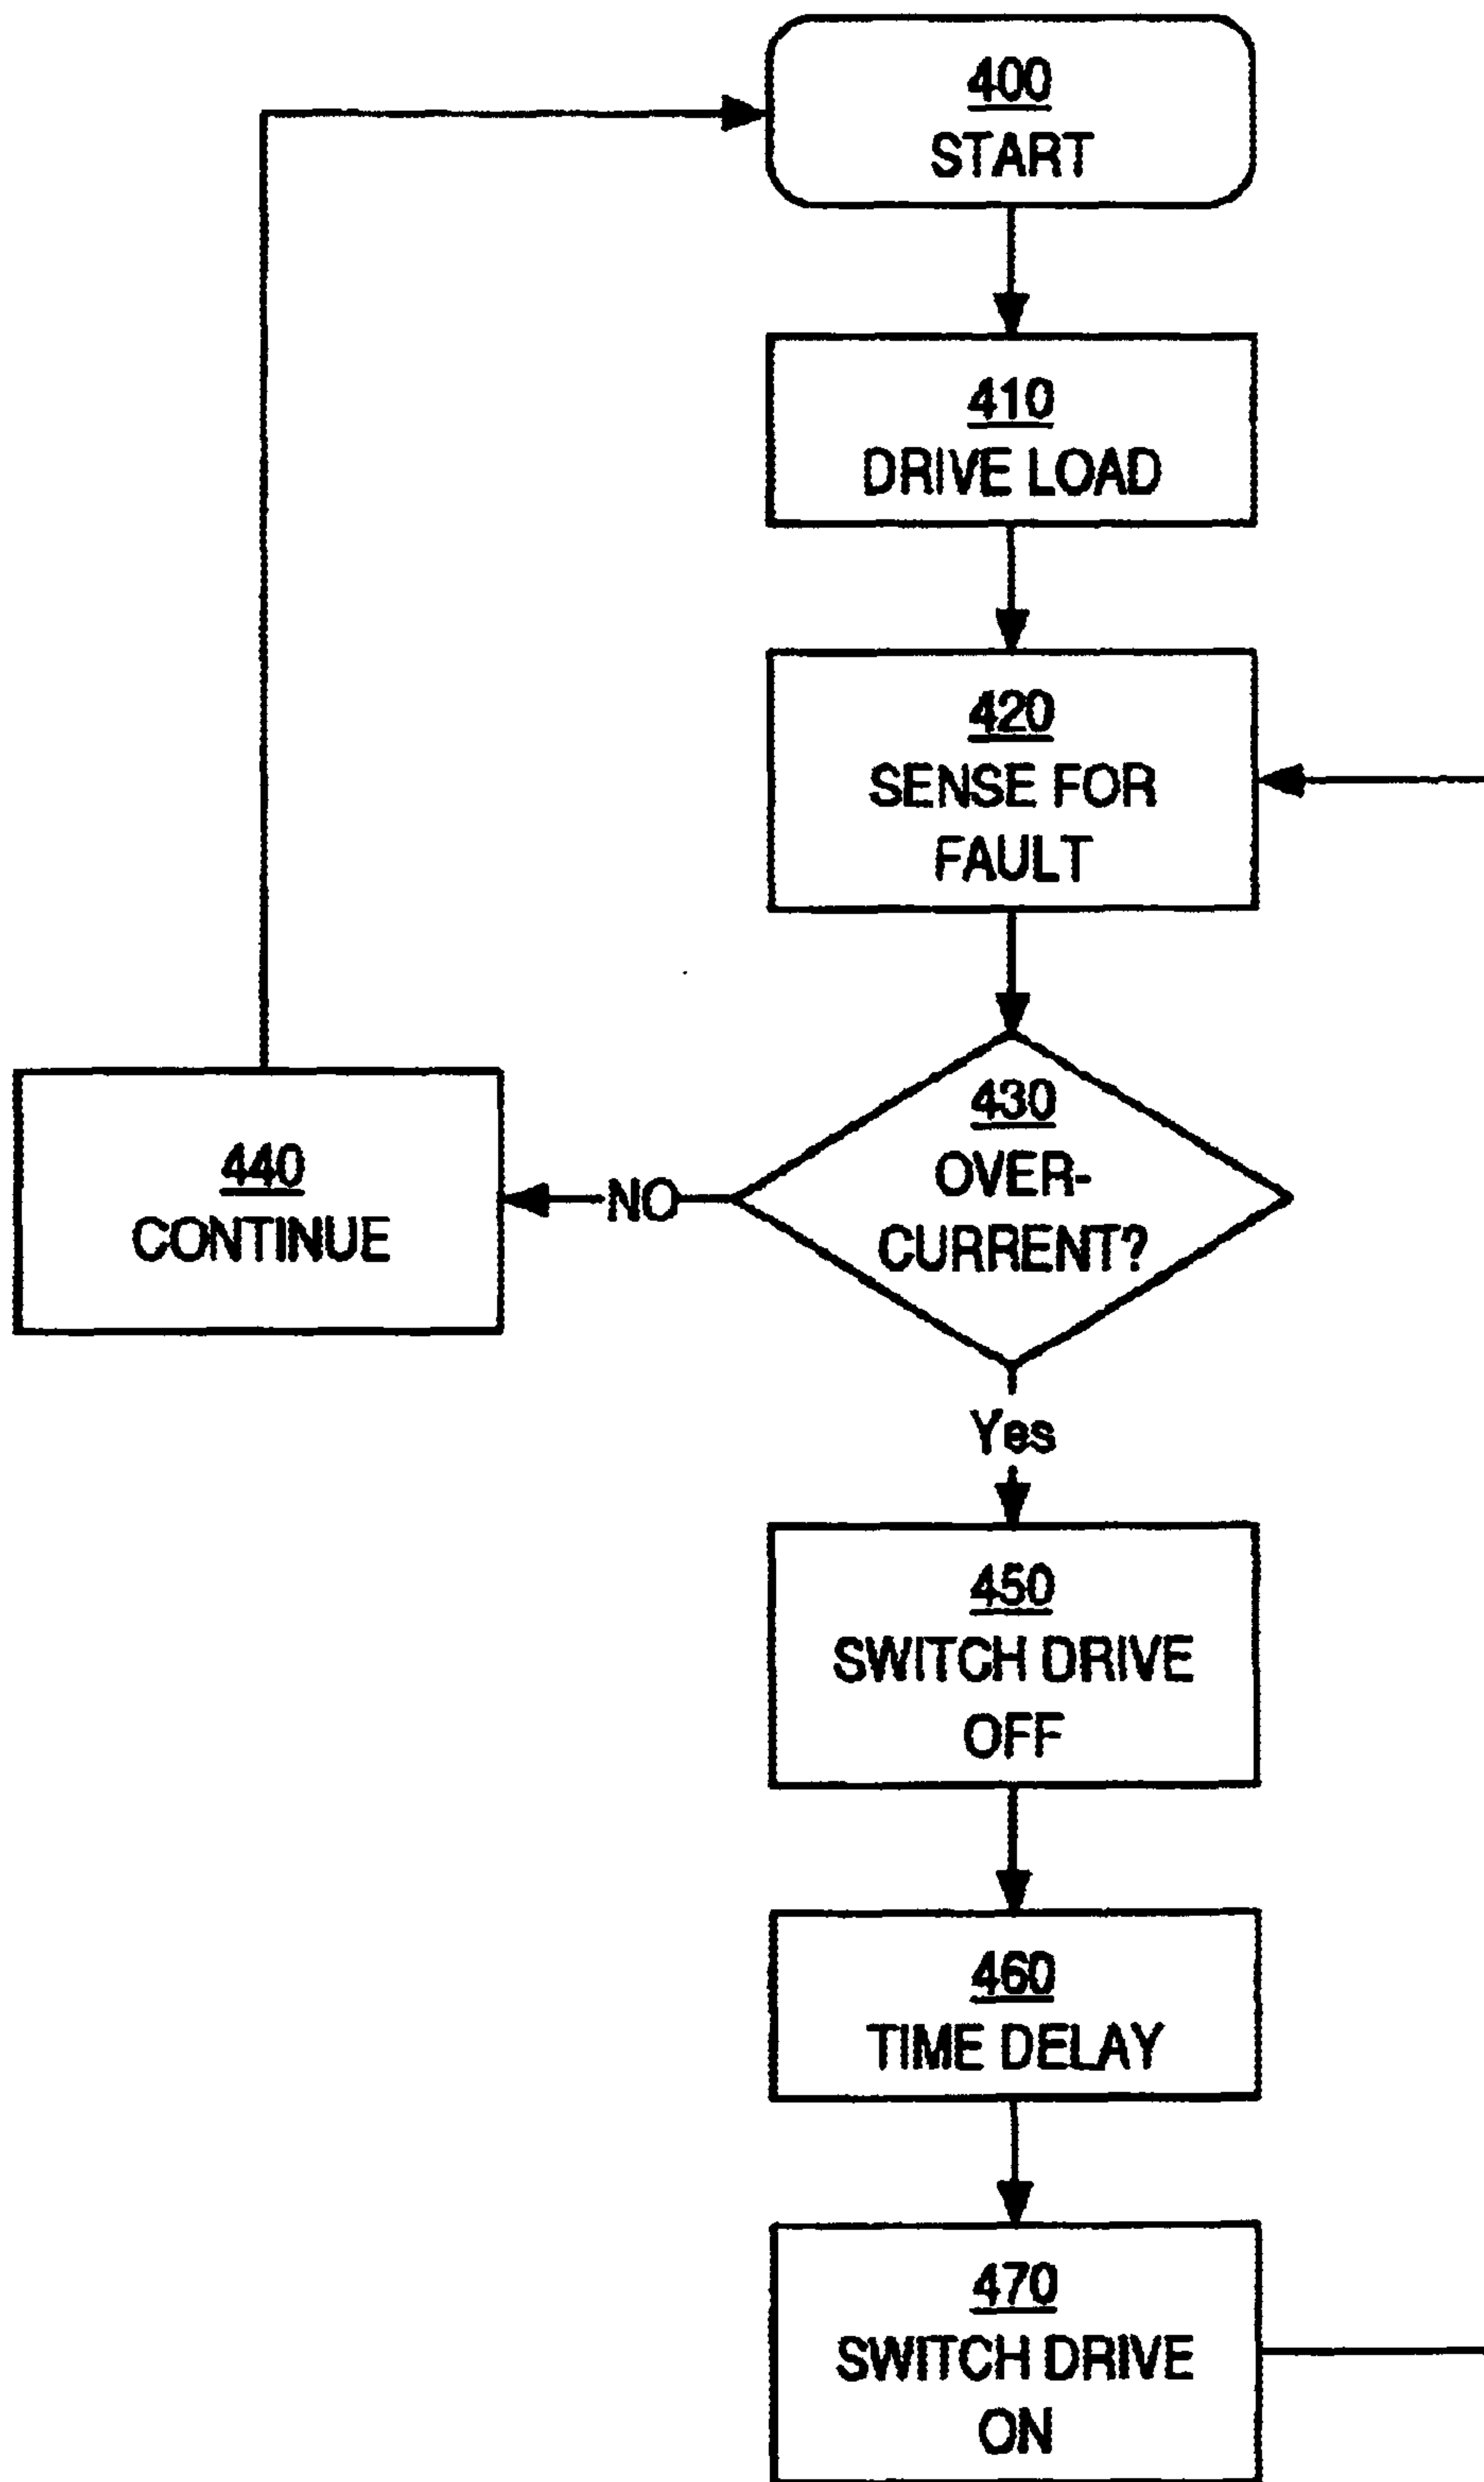 400
START
410
DRIVE LOAD
420
SENSE FOR
FAULT
430
OVER-
CURRENT?
NO
440
CONTINUE
Yes
450
SWITCH DRIVE
OFF
460
TIME DELAY
470
SWITCH DRIVE
ON